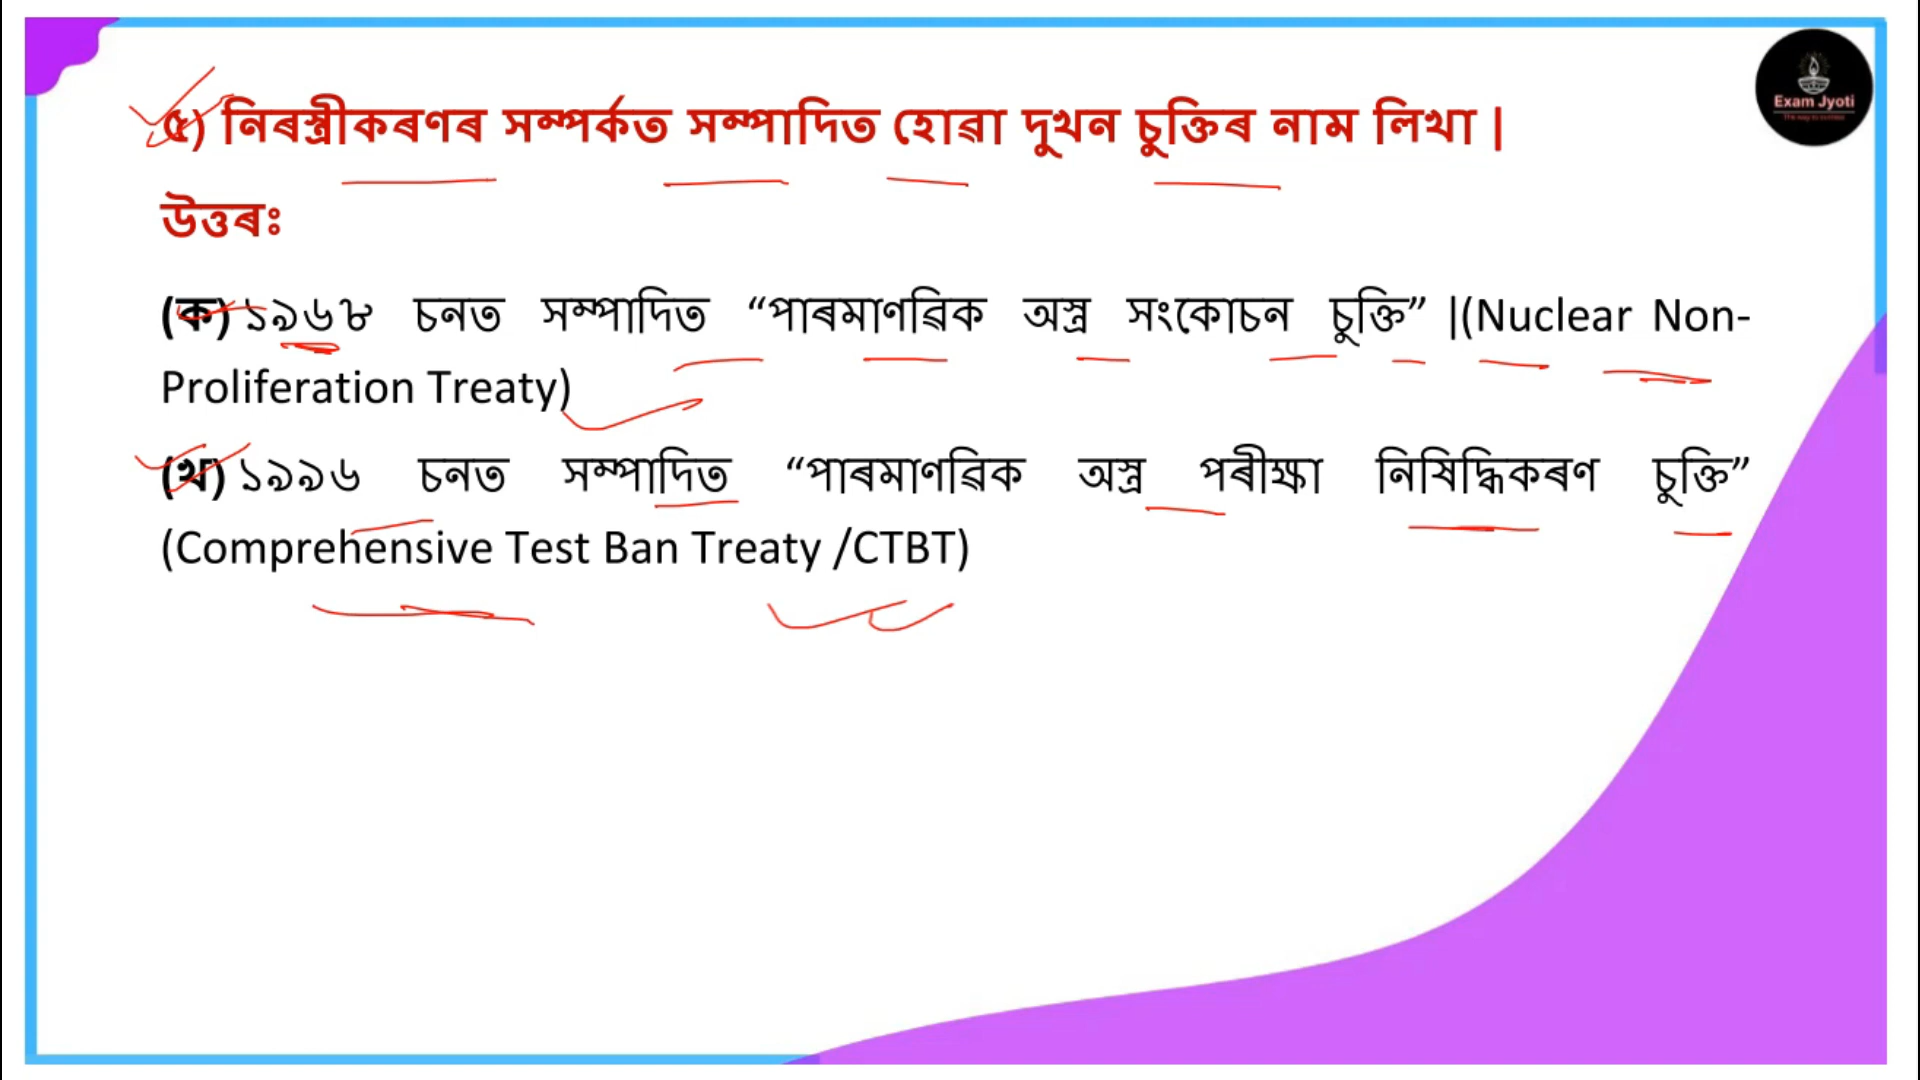 ৫) নিৰস্ত্ৰীকৰণৰ সম্পৰ্কত সম্পাদিত হোৱা দুখন চুক্তিৰ নাম লিখা |
উত্তৰঃ
(ক) ১৯৬৮ চনত সম্পাদিত “পাৰমাণৱিক অস্ত্ৰ সংকোচন চুক্তি” |(Nuclear Non-
Proliferation Treaty)
(খ) ১৯৯৬ চনত সম্পাদিত “পাৰমাণৱিক অস্ত্ৰ পৰীক্ষা নিষিদ্ধিকৰণ চুক্তি”
(Comprehensive Test Ban Treaty /CTBT)
Exam Jyoti